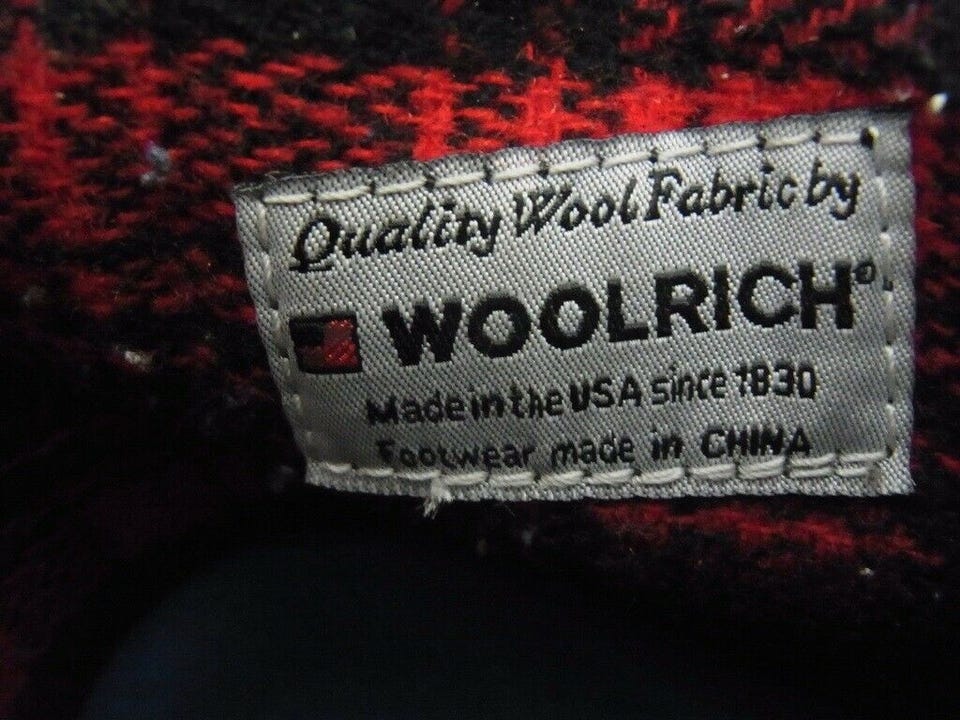 Quality Wool Fabric by
WOOLRICH®
Made in the USA since 1830
Footwear made in CHINA